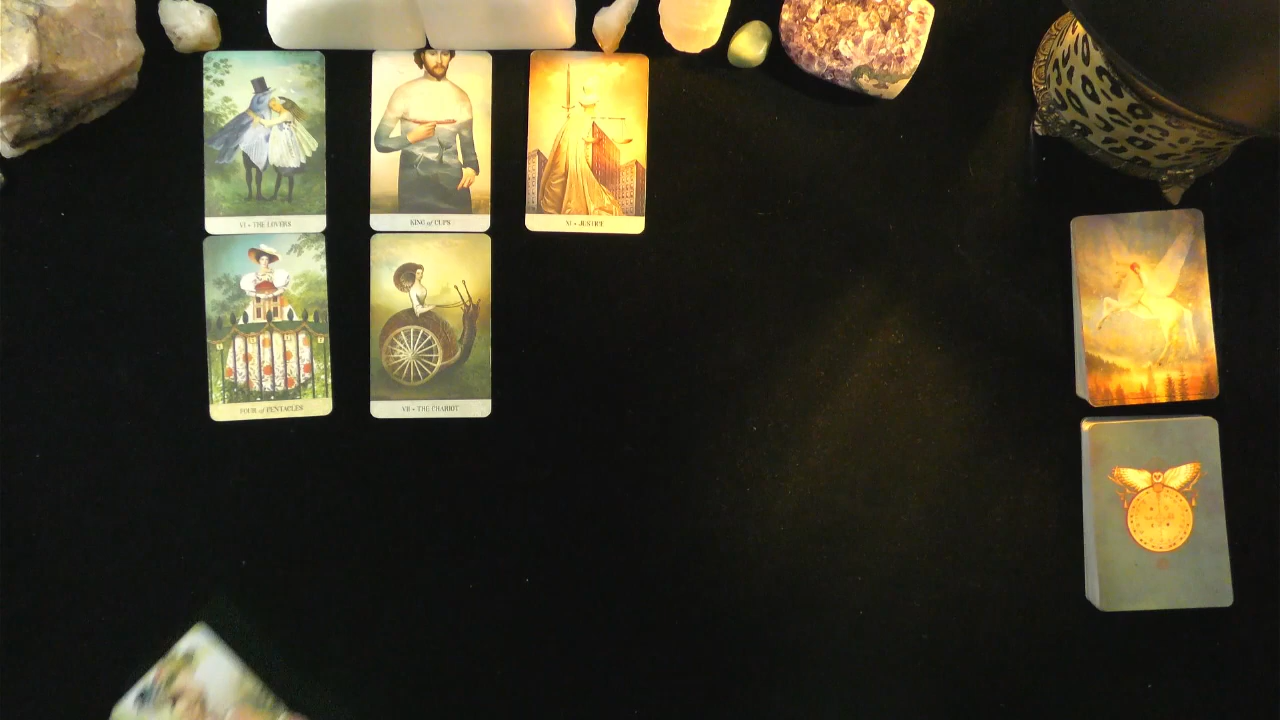 VI • THE LOVERS
KING of CUPS
XI • JUSTICE
FOUR of PENTACLES
VII • THE CHARIOT